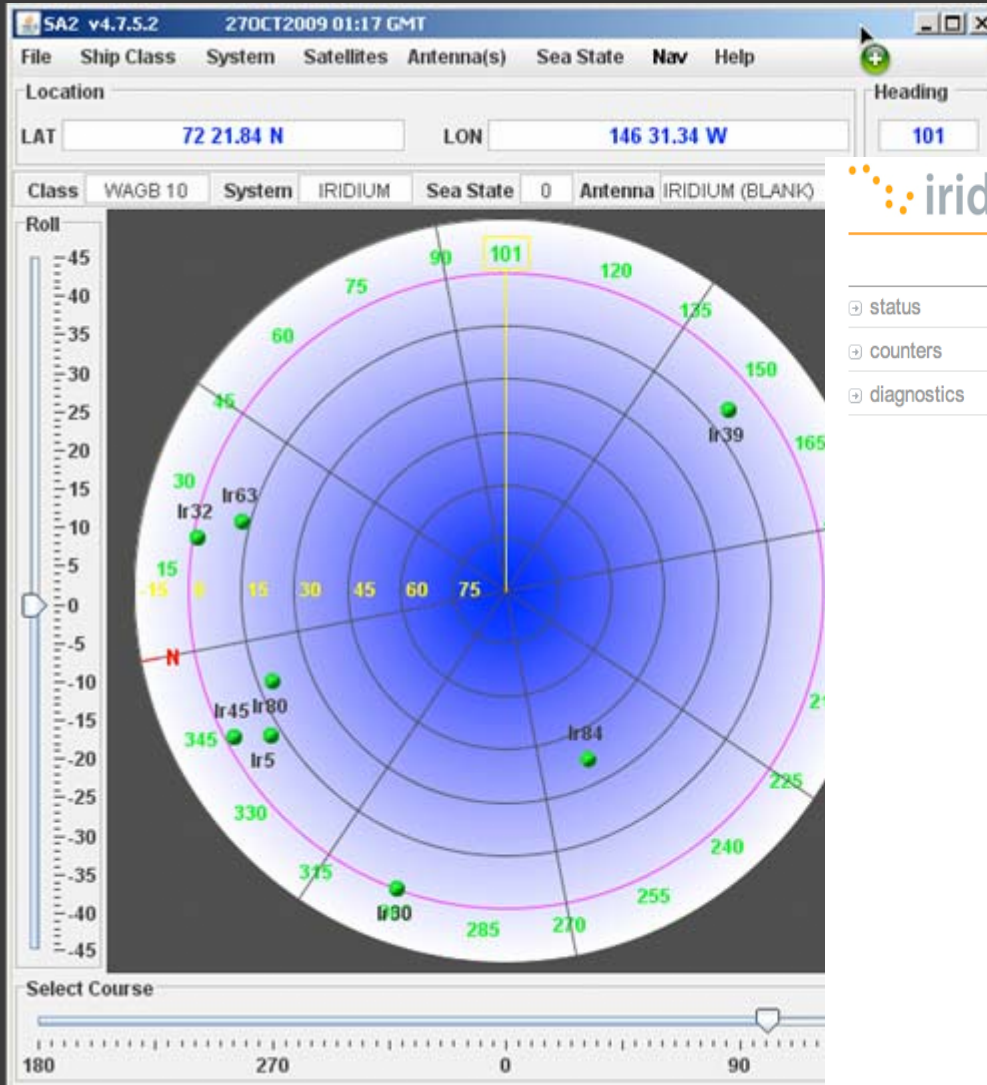 SA2 v4.7.5.2 27OCT2009 01:17 GMT
File Ship Class System Satellites Antenna(s) Sea State Nav Help
Location
Heading
LAT 72 21.84 N LON 146 31.34 W 101
Class WAGB 10 System IRIDIUM Sea State 0 Antenna IRIDIUM (BLANK)
irid
status
counters
diagnostics
Roll
45
40
35
30
25
20
15
10
5
0
-5
-10
-15
-20
-25
-30
-35
-40
-45
90 101 120
75 135
60 150
45 Ir39
165
30 Ir63
Ir32
15
-15 0 15 30 45 60 75
N
Ir45 Ir80
345 Ir5 Ir84
21
225
330
240
315
255
285 270
Select Course
180 270 0 90